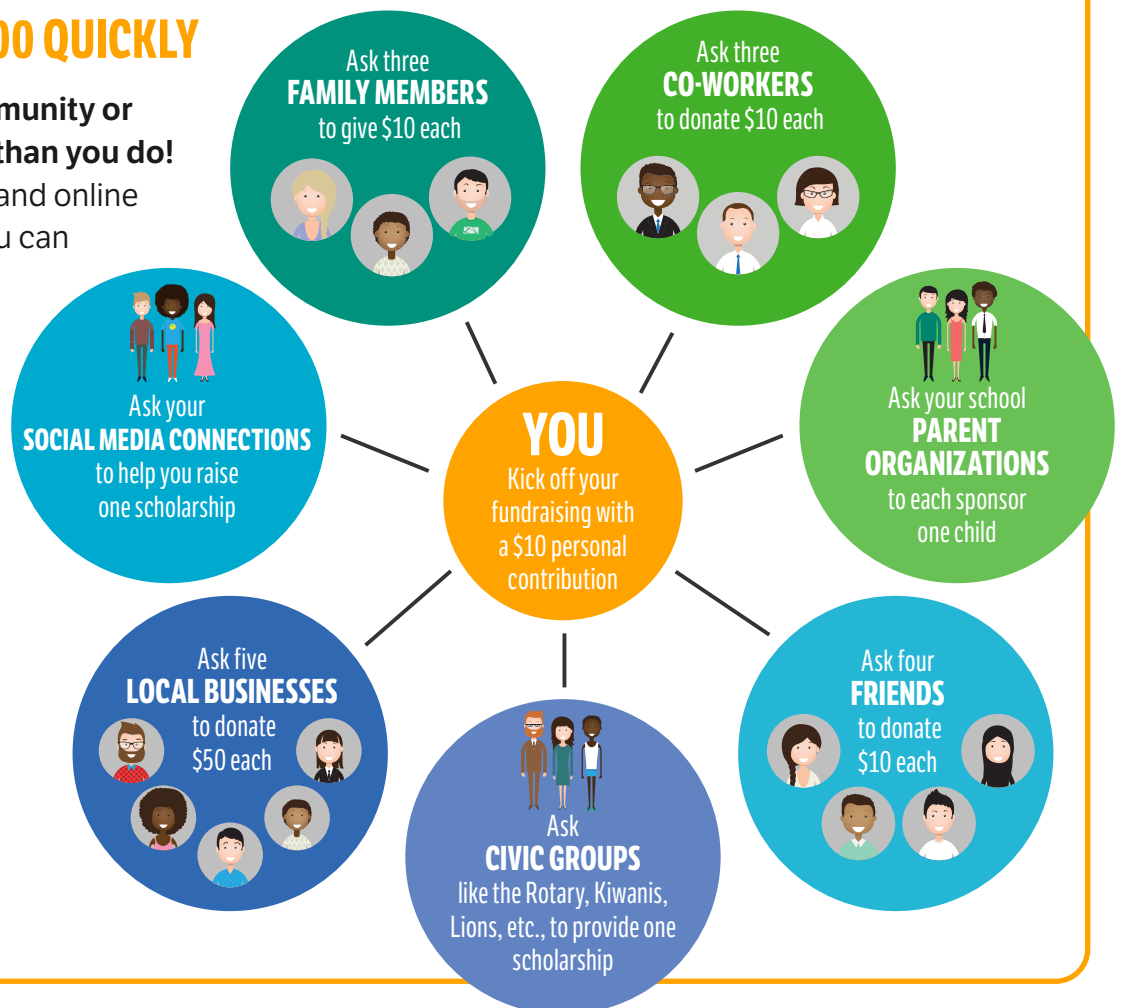 00 QUICKLY
munity or
than you do!
and online
u can
Ask three
FAMILY MEMBERS
to give $10 each
Ask three
CO-WORKERS
to donate $10 each
Ask your
SOCIAL MEDIA CONNECTIONS
to help you raise
one scholarship
YOU
Kick off your
fundraising with
a $10 personal
contribution
Ask your school
PARENT
ORGANIZATIONS
to each sponsor
one child
Ask five
LOCAL BUSINESSES
to donate
$50 each
Ask
CIVIC GROUPS
like the Rotary, Kiwanis,
Lions, etc., to provide one
scholarship
Ask four
FRIENDS
to donate
$10 each